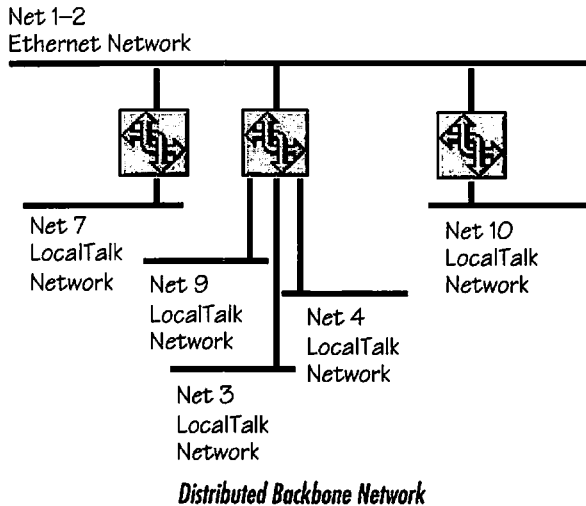 Net 1–2
Ethernet Network
Net 7
LocalTalk
Network
Net 9
LocalTalk
Network
Net 3
LocalTalk
Network
Net 4
LocalTalk
Network
Net 10
LocalTalk
Network
Distributed Backbone Network